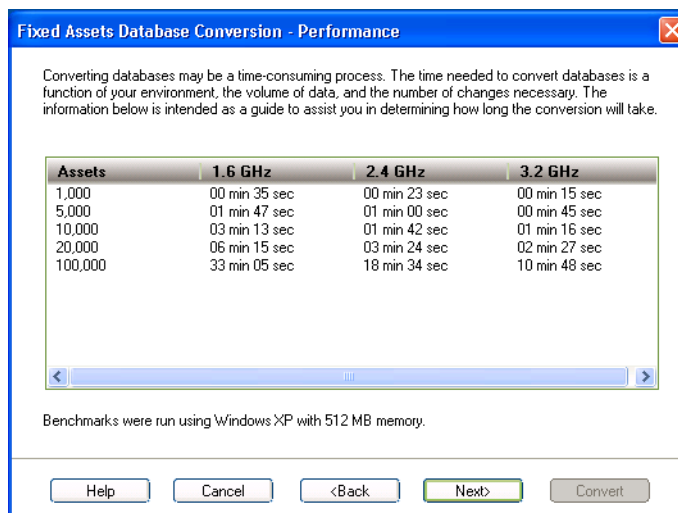 Fixed Assets Database Conversion - Performance
Converting databases may be a time-consuming process. The time needed to convert databases is a
function of your environment, the volume of data, and the number of changes necessary. The
information below is intended as a guide to assist you in determining how long the conversion will take.
Assets 1.6 GHz 2.4 GHz 3.2 GHz
1,000 00 min 35 sec 00 min 23 sec 00 min 15 sec
5,000 01 min 47 sec 01 min 00 sec 00 min 45 sec
10,000 03 min 13 sec 01 min 42 sec 01 min 16 sec
20,000 06 min 15 sec 03 min 24 sec 02 min 27 sec
100,000 33 min 05 sec 18 min 34 sec 10 min 48 sec
Benchmarks were run using Windows XP with 512 MB memory.
Help Cancel <Back Next> Convert